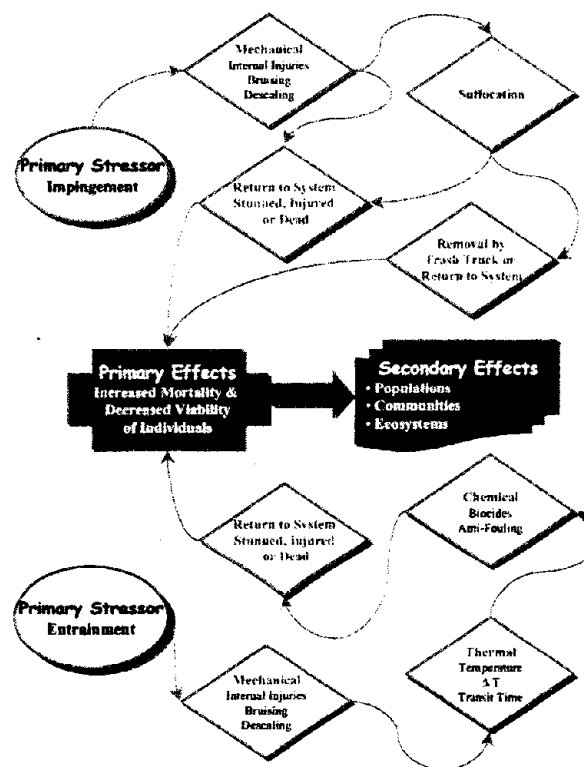 Mechanical
Internal Injuries
Bruising
Descaling
Suffocation
Primary Stressor
Impingement
Return to System
Stunned, Injured
or Dead
Removal by
Trash Truck or
Return to System
Primary Effects
Increased Mortality &
Decreased Viability
of Individuals
Secondary Effects
• Populations
• Communities
• Ecosystems
Return to System
Stunned, Injured
or Dead
Chemical
Biocides
Anti-Fouling
Primary Stressor
Entrainment
Mechanical
Internal Injuries
Bruising
Descaling
Thermal
Temperature
ΔT
Transit Time